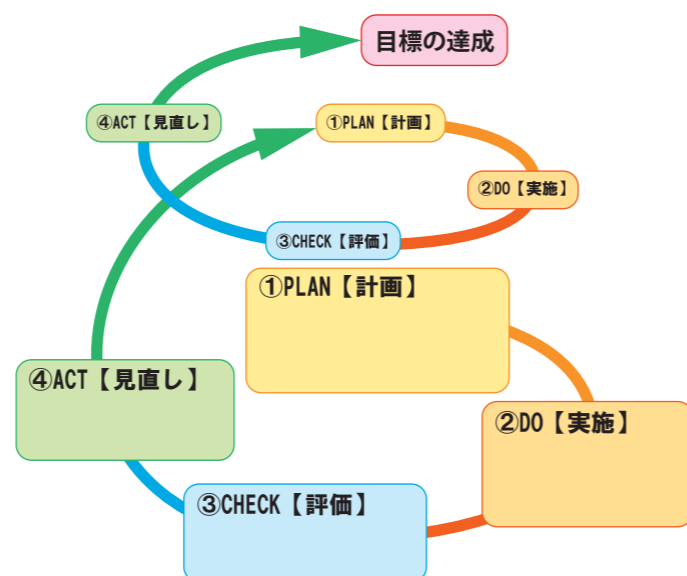 目標の達成
④ACT【見直し】
①PLAN【計画】
②DO【実施】
③CHECK【評価】
①PLAN【計画】
④ACT【見直し】
②DO【実施】
③CHECK【評価】